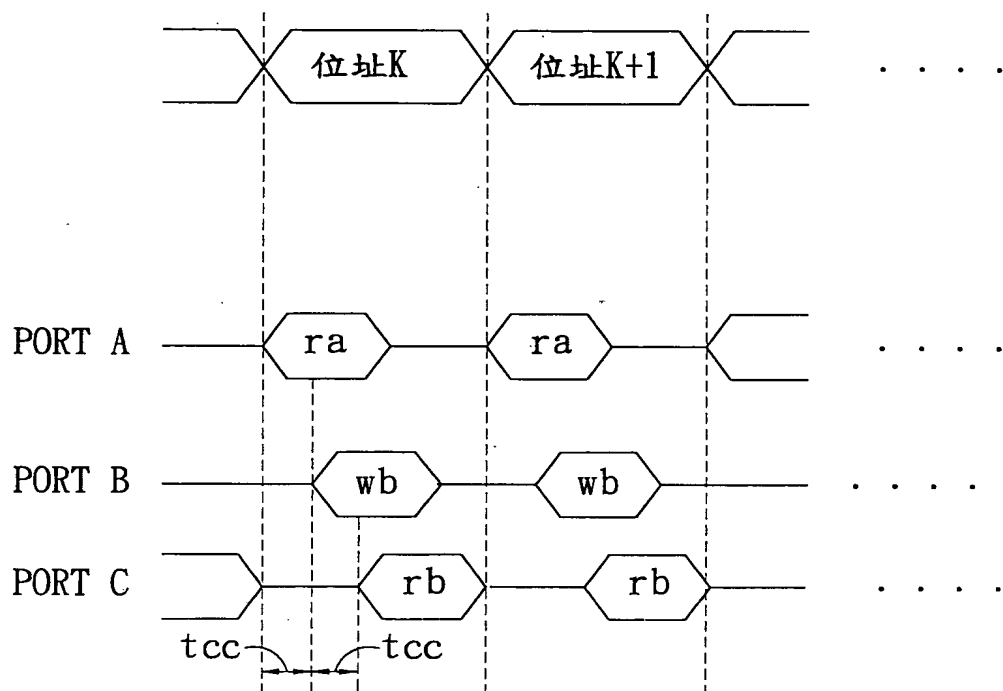 位址K 位址K+1 . . . .
PORT A ra ra . . . .
PORT B wb wb . . . .
PORT C rb rb . . . .
tcc tcc